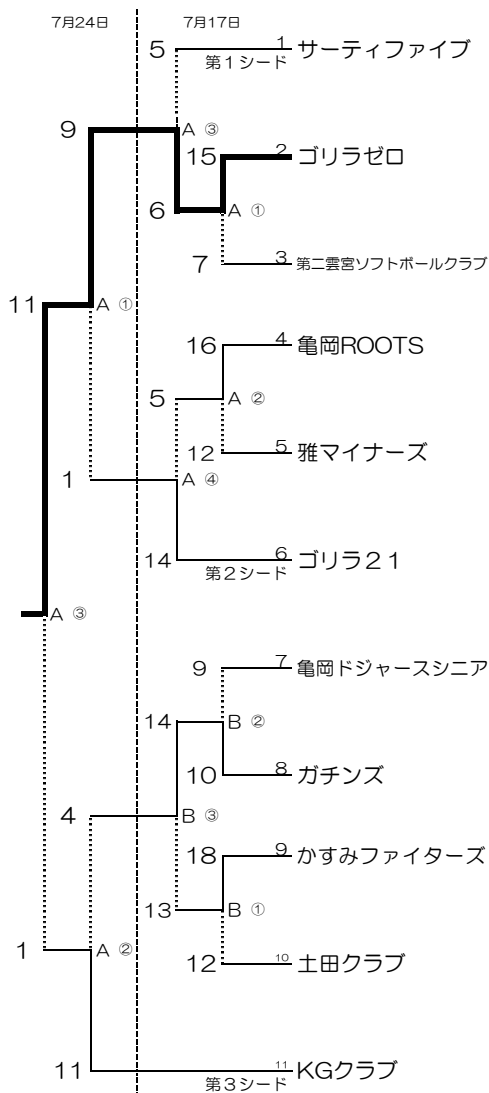 7月24日 7月17日
5 1 サーティファイブ
第1シード
9 A ③
15 2 ゴリラゼロ
6 A ①
7 3 第二雲宮ソフトボールクラブ
11 A ①
16 4 亀岡ROOTS
5 A ②
12 5 雅マイナーズ
1 A ④
14 6 ゴリラ21
第2シード
A ③
9 7 亀岡ドジャースシニア
14 B ②
10 8 ガチンズ
4 B ③
18 9 かすみファイターズ
13 B ①
1 A ②
12 10 土田クラブ
11 11 KGクラブ
第3シード